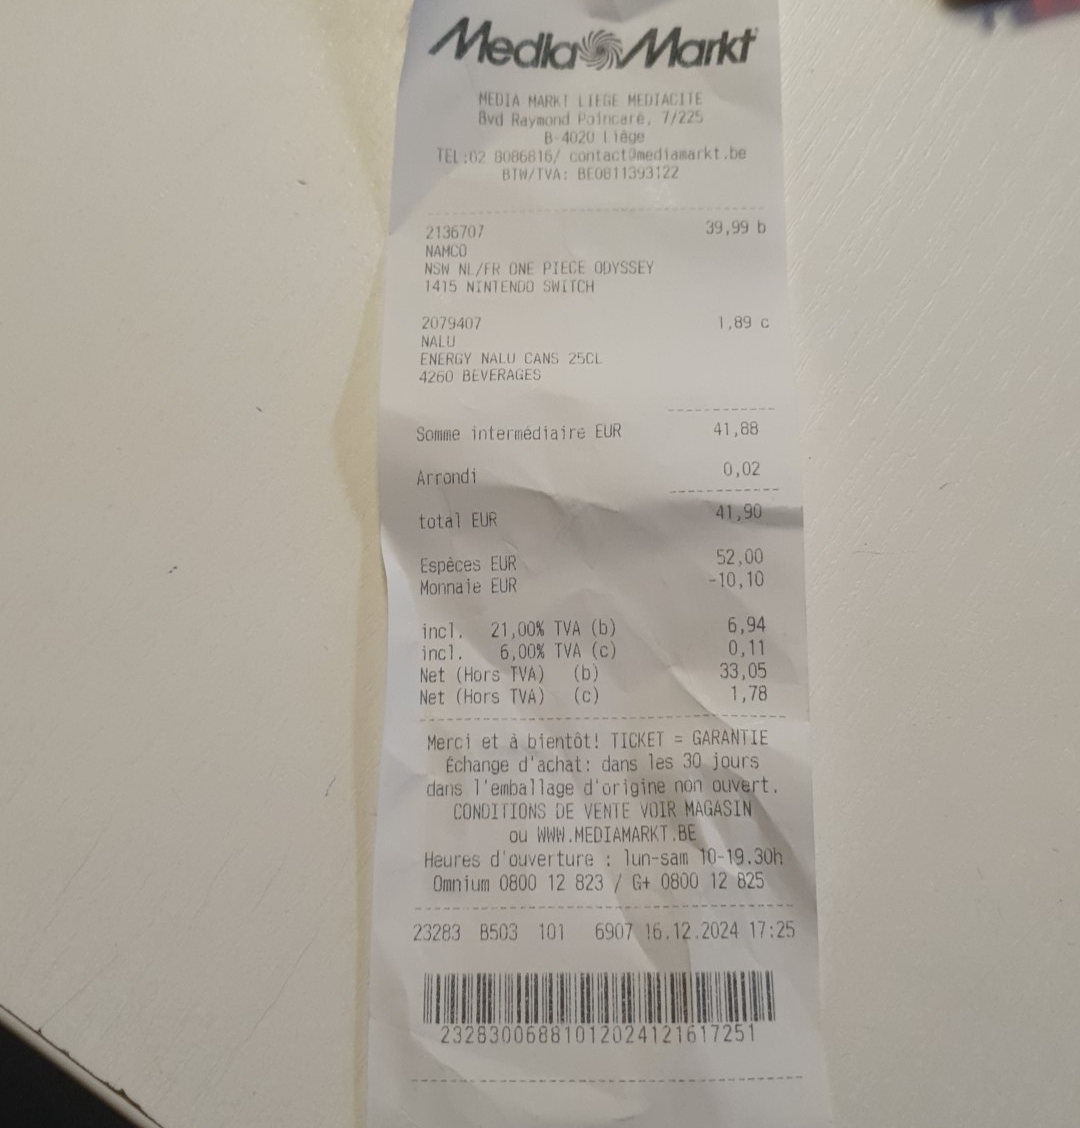 Media Markt
MEDIA MARKT LIEGE MEDIACITE
Bvd Raymond Poincaré, 7/225
B-4020 Liège
TEL:02 8086816/ contact@mediamarkt.be
BTW/TVA: BE0811393122
2136707 39,99 b
NAMCO
NSW NL/FR ONE PIECE ODYSSEY
1415 NINTENDO SWITCH
2079407 1,89 c
NALU
ENERGY NALU CANS 25CL
4260 BEVERAGES
Somme intermédiaire EUR 41,88
Arrondi 0,02
total EUR 41,90
Espèces EUR 52,00
Monnaie EUR -10,10
incl. 21,00% TVA (b) 6,94
incl. 6,00% TVA (c) 0,11
Net (Hors TVA) (b) 33,05
Net (Hors TVA) (c) 1,78
Merci et à bientôt! TICKET = GARANTIE
Échange d'achat: dans les 30 jours
dans l'emballage d'origine non ouvert.
CONDITIONS DE VENTE VOIR MAGASIN
ou WWW.MEDIAMARKT.BE
Heures d'ouverture : lun-sam 10-19.30h
Omnium 0800 12 823 / G+ 0800 12 825
23283 B503 101 6907 16.12.2024 17:25
23283006881012024121617251